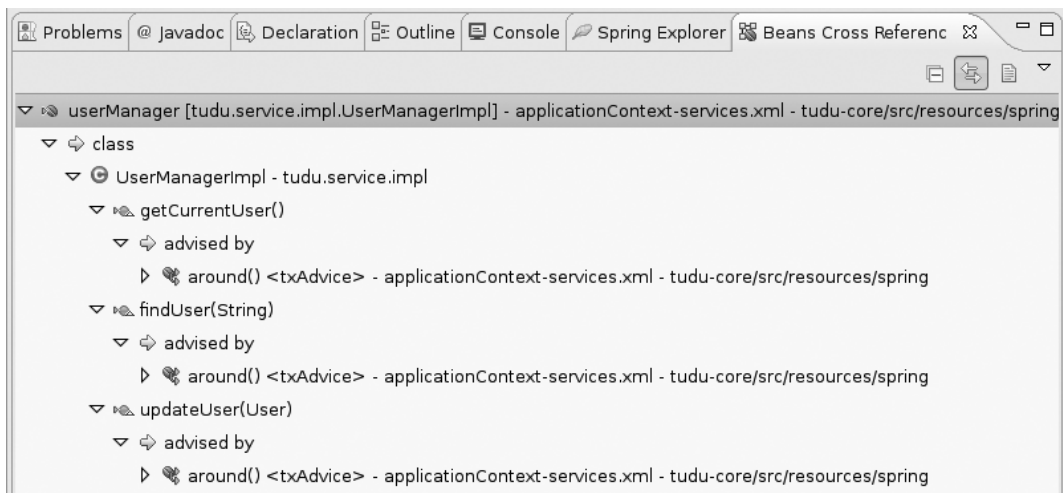 Problems @ Javadoc Declaration Outline Console Spring Explorer Beans Cross Referenc
userManager [tudu.service.impl.UserManagerImpl] - applicationContext-services.xml - tudu-core/src/resources/spring
class
UserManagerImpl - tudu.service.impl
getCurrentUser()
advised by
around() <txAdvice> - applicationContext-services.xml - tudu-core/src/resources/spring
findUser(String)
advised by
around() <txAdvice> - applicationContext-services.xml - tudu-core/src/resources/spring
updateUser(User)
advised by
around() <txAdvice> - applicationContext-services.xml - tudu-core/src/resources/spring